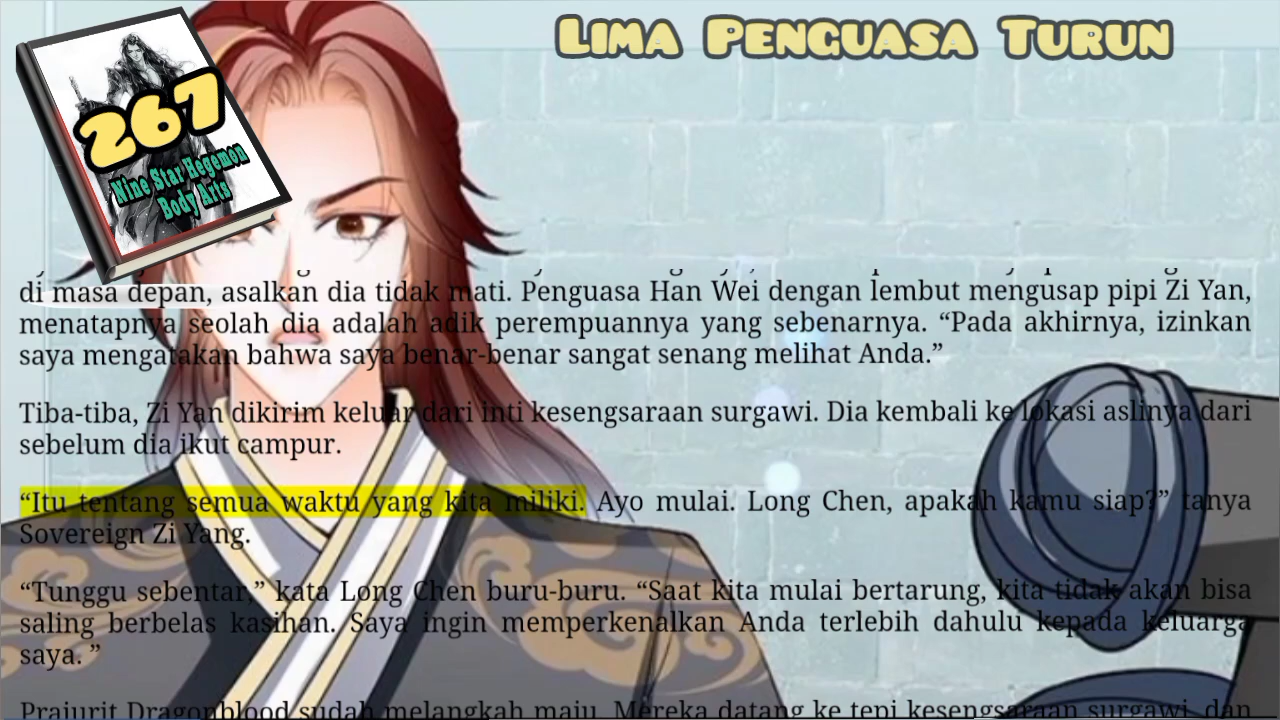 LIMA PENGUASA TURUN
267
Nine Star Hegemon
Body Arts
di masa depan, asalkan dia tidak mati. Penguasa Han Wei dengan lembut mengusap pipi Zi Yan,
menatapnya seolah dia adalah adik perempuannya yang sebenarnya. “Pada akhirnya, izinkan
saya mengatakan bahwa saya benar-benar sangat senang melihat Anda.”
Tiba-tiba, Zi Yan dikirim keluar dari inti kesengsaraan surgawi. Dia kembali ke lokasi aslinya dari
sebelum dia ikut campur.
“Itu tentang semua waktu yang kita miliki. Ayo mulai. Long Chen, apakah kamu siap?” tanya
Sovereign Zi Yang.
“Tunggu sebentar,” kata Long Chen buru-buru. “Saat kita mulai bertarung, kita tidak akan bisa
saling berbelas kasihan. Saya ingin memperkenalkan Anda terlebih dahulu kepada keluarga
saya. ”
Prajurit Dragonblood sudah melangkah maju. Mereka datang ke tepi kesengsaraan surgawi, dan